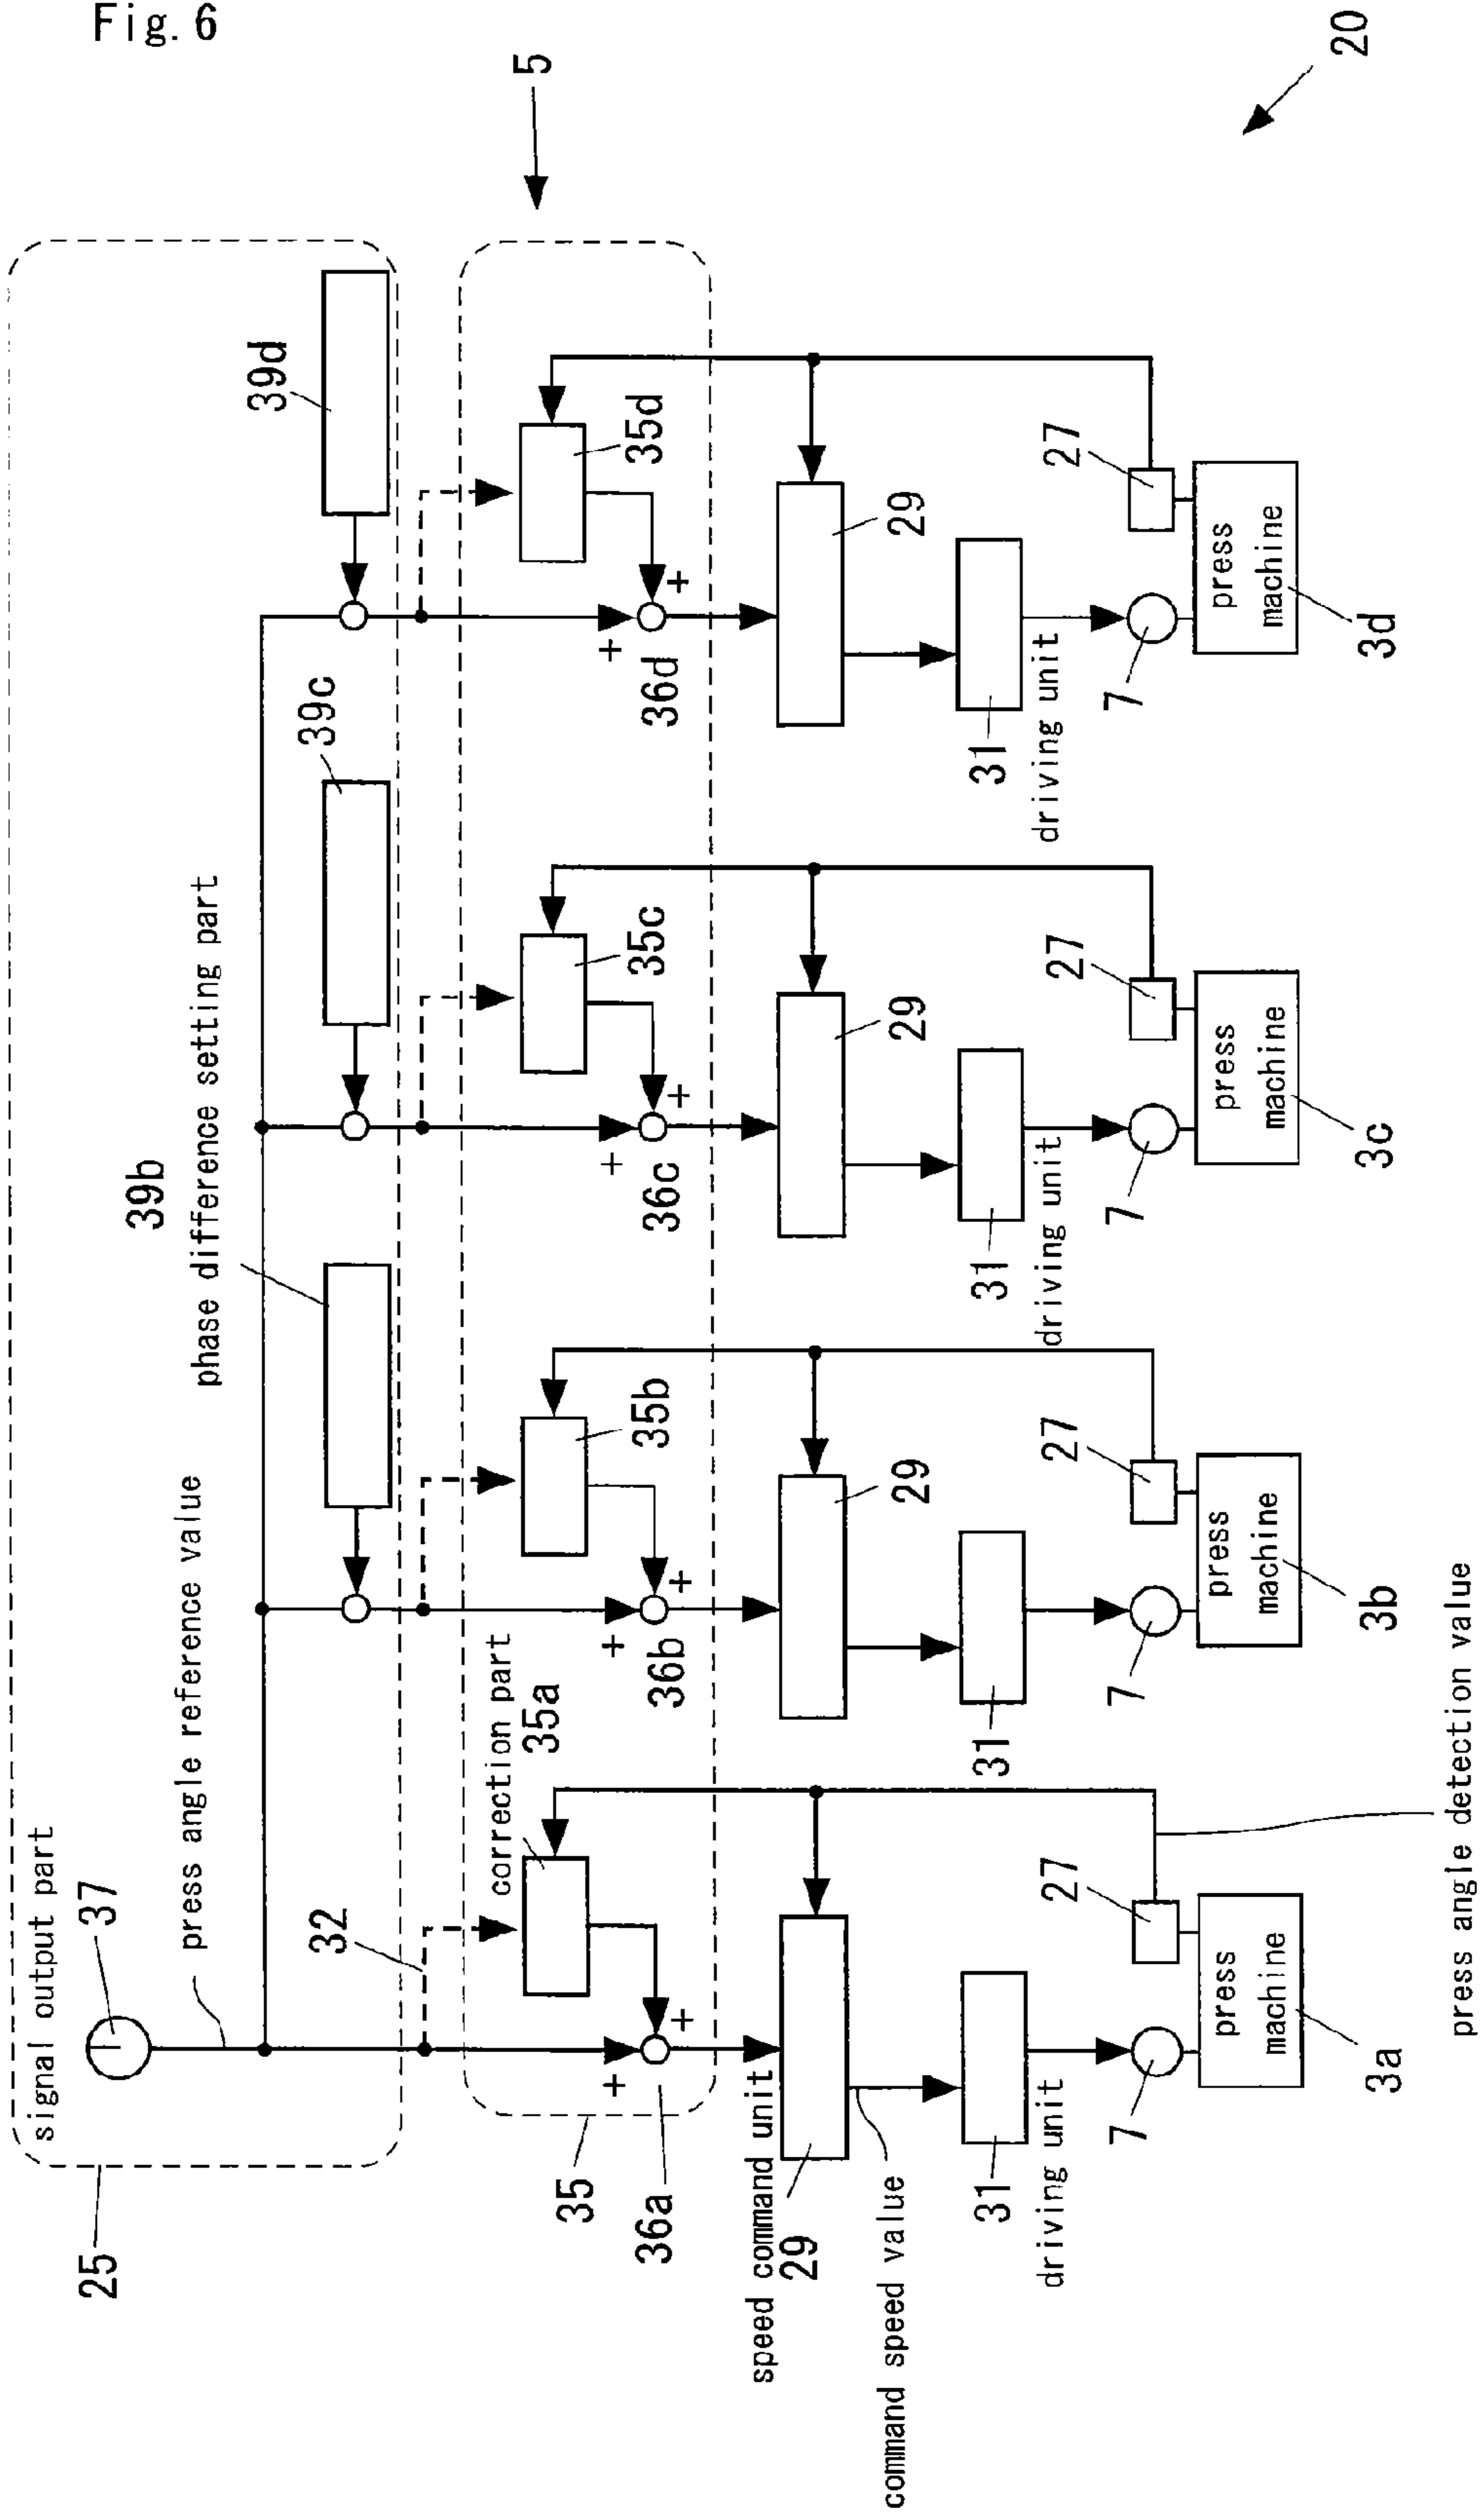 Fig. 6
5
20
25
signal output part
37
press angle reference value
39b
phase difference setting part
39c
39d
32
correction part
35a
35b
35c
35d
35
36a
+
+
36b
+
+
36c
+
+
36d
+
+
speed command unit
29
29
29
29
command speed value
31
driving unit
31
31
driving unit
31
driving unit
7
27
7
27
7
27
7
27
press
machine
press
machine
press
machine
press
machine
3a
3b
3c
3d
press angle detection value